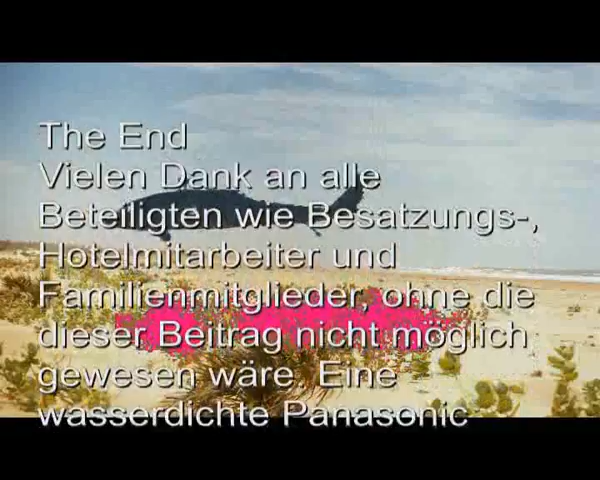 The End
Vielen Dank an alle
Beteiligten wie Besatzungs-,
Hotelmitarbeiter und
Familienmitglieder, ohne die
dieser Beitrag nicht möglich
gewesen wäre. Eine
wasserdichte Panasonic